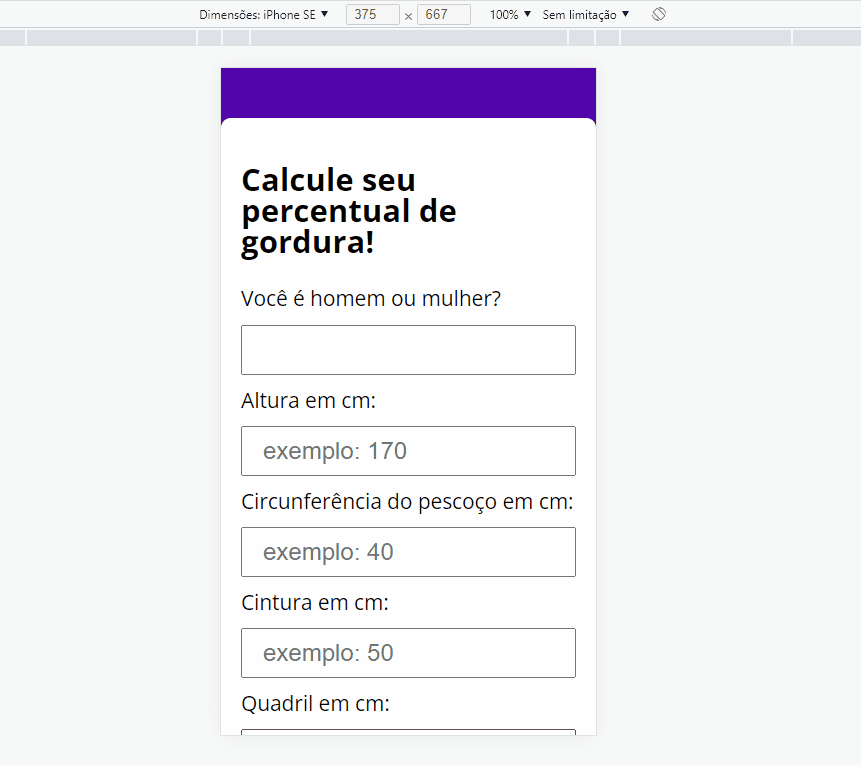 Dimensões: iPhone SE ▼ 375 × 667 100% ▼ Sem limitação ▼
Calcule seu
percentual de
gordura!
Você é homem ou mulher?
Altura em cm:
exemplo: 170
Circunferência do pescoço em cm:
exemplo: 40
Cintura em cm:
exemplo: 50
Quadril em cm: